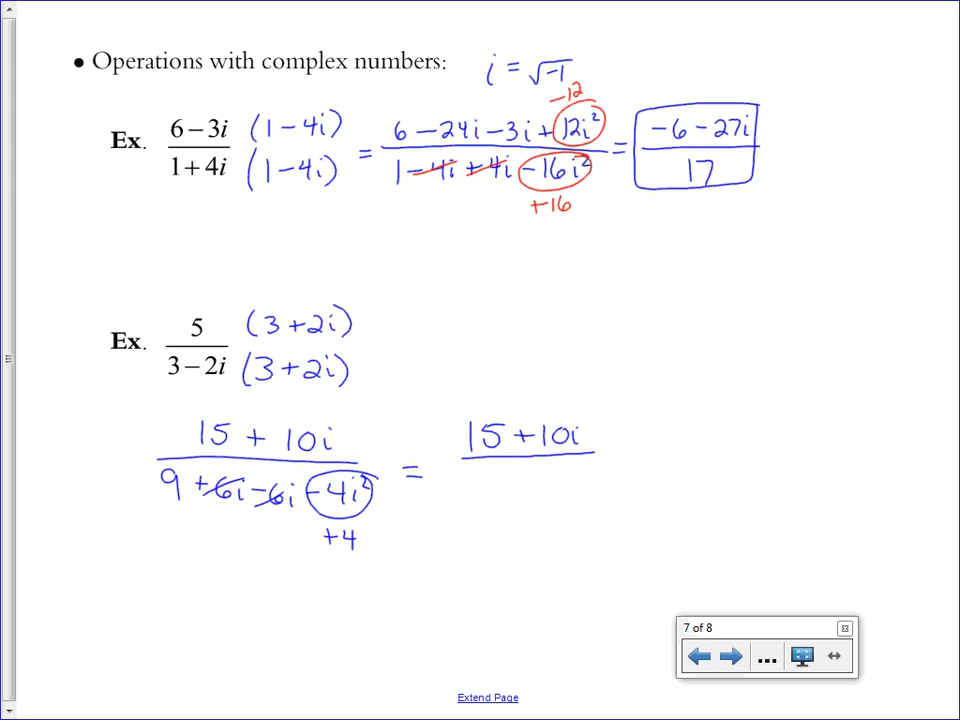 • Operations with complex numbers: i = √-1
-12
Ex. 6 – 3i (1 - 4i) = 6 - 24i - 3i + 12i² = -6 - 27i
1 + 4i (1 - 4i) 1 - 4i + 4i - 16i² 17
+16
Ex. 5 (3 + 2i)
3 – 2i (3 + 2i)
15 + 10i = 15 + 10i
9 + 6i - 6i - 4i²
+4
7 of 8
...
Extend Page